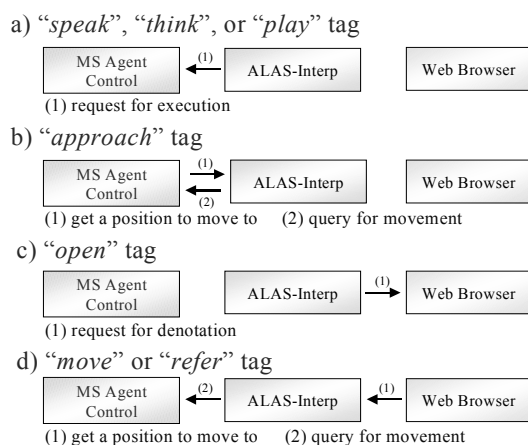 a) “speak”, “think”, or “play” tag
MS Agent Control (1) ALAS-Interp Web Browser
(1) request for execution
b) “approach” tag
MS Agent Control (1) (2) ALAS-Interp Web Browser
(1) get a position to move to (2) query for movement
c) “open” tag
MS Agent Control ALAS-Interp (1) Web Browser
(1) request for denotation
d) “move” or “refer” tag
MS Agent Control (2) ALAS-Interp (1) Web Browser
(1) get a position to move to (2) query for movement